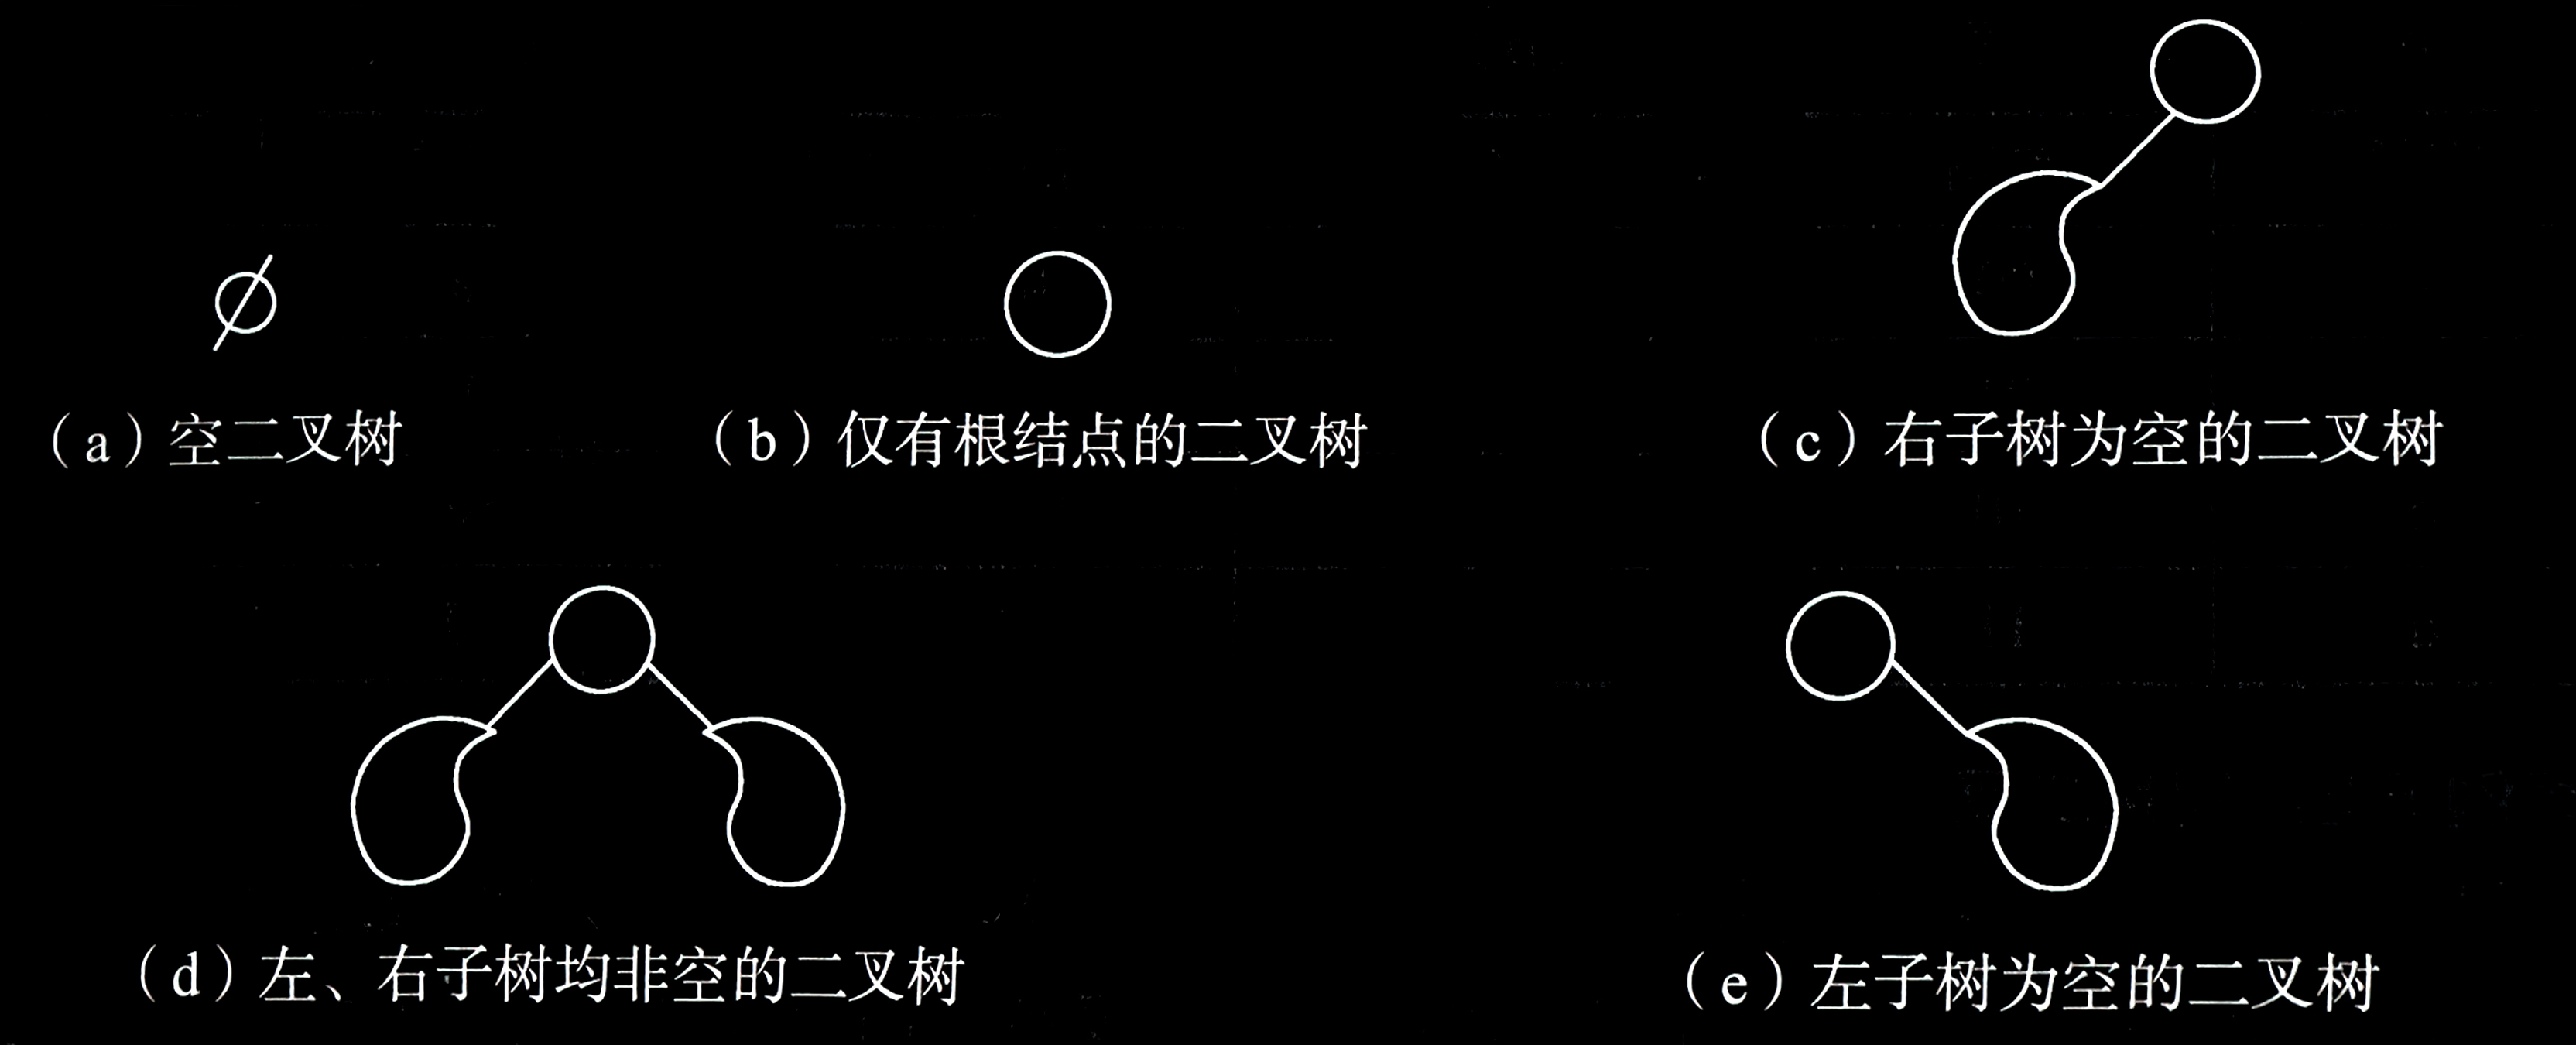 （a）空二叉树
（b）仅有根结点的二叉树
（c）右子树为空的二叉树
（d）左、右子树均非空的二叉树
（e）左子树为空的二叉树